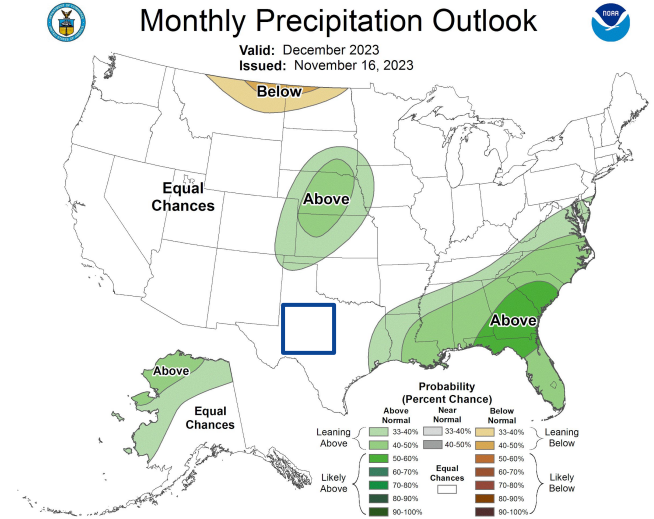 Monthly Precipitation Outlook
NOAA
Valid: December 2023
Issued: November 16, 2023
Below
Equal
Chances
Above
Above
Above
Equal
Chances
Probability
(Percent Chance)
Above Normal
Near Normal
Below Normal
Leaning Above
33-40%
33-40%
33-40%
Leaning Below
40-50%
40-50%
40-50%
Likely Above
50-60%
50-60%
Likely Below
60-70%
60-70%
70-80%
Equal Chances
70-80%
80-90%
80-90%
90-100%
90-100%